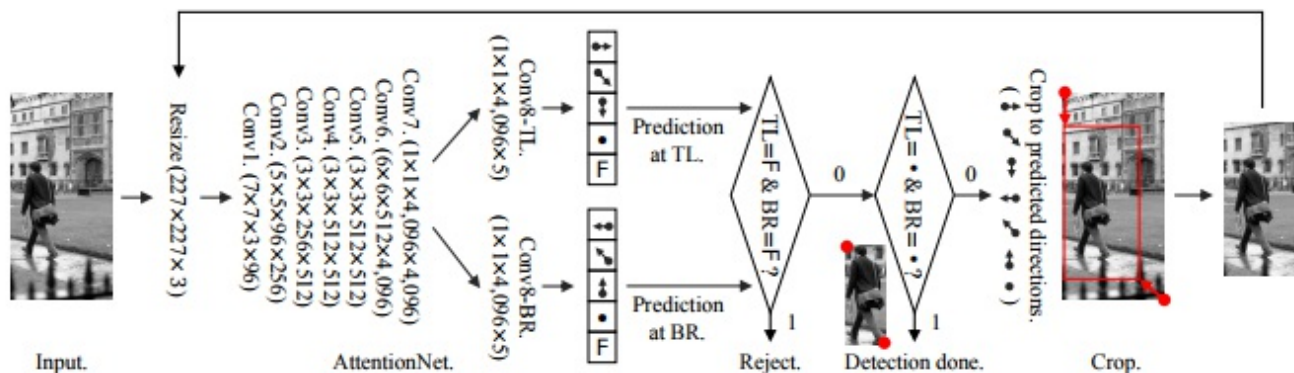 Resize (227×227×3)
Conv1. (7×7×3×96)
Conv2. (5×5×96×256)
Conv3. (3×3×256×512)
Conv4. (3×3×512×512)
Conv5. (3×3×512×512)
Conv6. (6×6×512×4,096)
Conv7. (1×1×4,096×4,096)
Conv8-TL.
(1×1×4,096×5)
F
Prediction
at TL.
Conv8-BR.
(1×1×4,096×5)
F
Prediction
at BR.
TL=F & BR=F?
0
1
TL=• & BR=•?
0
1
Crop to predicted directions.
( )
Input.
AttentionNet.
Reject.
Detection done.
Crop.